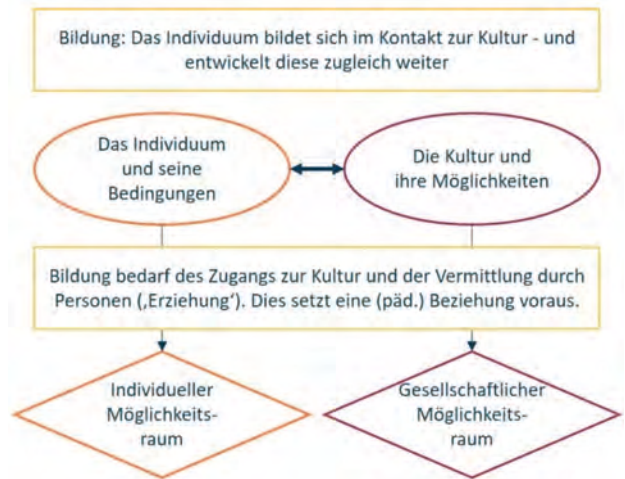 Bildung: Das Individuum bildet sich im Kontakt zur Kultur - und
entwickelt diese zugleich weiter
Das Individuum
und seine
Bedingungen
Die Kultur und
ihre Möglichkeiten
Bildung bedarf des Zugangs zur Kultur und der Vermittlung durch
Personen (‚Erziehung‘). Dies setzt eine (päd.) Beziehung voraus.
Individueller
Möglichkeits-
raum
Gesellschaftlicher
Möglichkeits-
raum